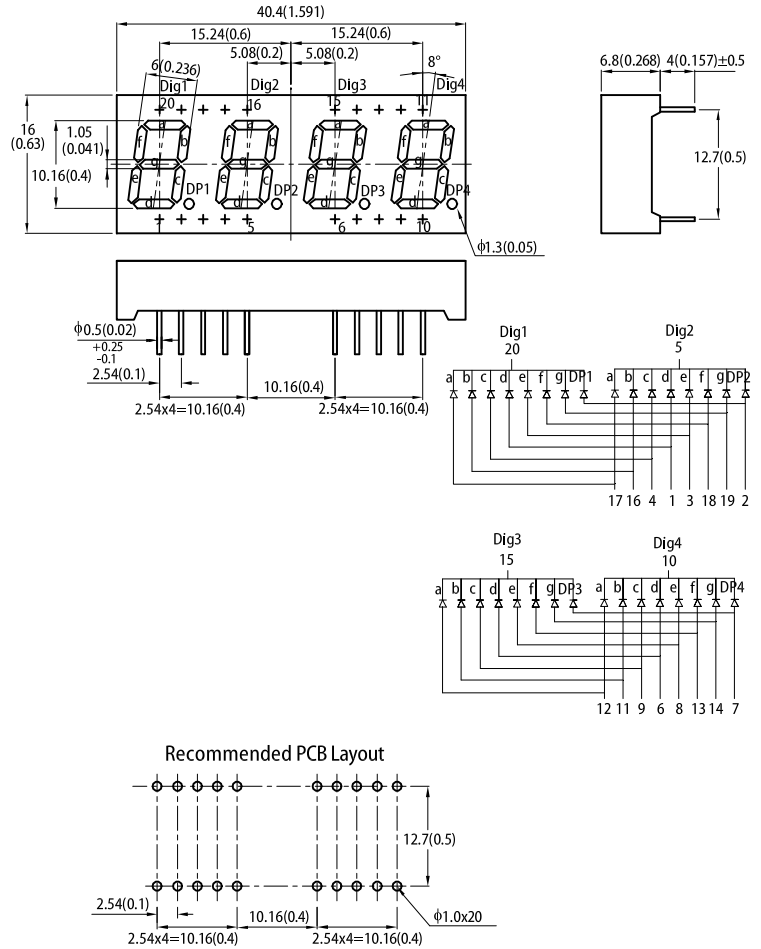 40.4(1.591)
15.24(0.6) 15.24(0.6)
5.08(0.2) 5.08(0.2)
6(0.236) 8°
6.8(0.268) 4(0.157)±0.5
Dig1 Dig2 Dig3 Dig4
20 16 15 11
16
(0.63)
1.05
(0.041)
10.16(0.4)
a a a a
f b f b f b f b
g g g g
e c e c e c e c
d d d d
DP1 DP2 DP3 DP4
1 5 6 10
12.7(0.5)
ϕ1.3(0.05)
ϕ0.5(0.02)
+0.25
-0.1
2.54(0.1)
10.16(0.4)
2.54x4=10.16(0.4) 2.54x4=10.16(0.4)
Dig1 Dig2
20 5
a b c d e f g DP1 a b c d e f g DP2
17 16 4 1 3 18 19 2
Dig3 Dig4
15 10
a b c d e f g DP3 a b c d e f g DP4
12 11 9 6 8 13 14 7
Recommended PCB Layout
12.7(0.5)
2.54(0.1)
10.16(0.4)
ϕ1.0x20
2.54x4=10.16(0.4) 2.54x4=10.16(0.4)